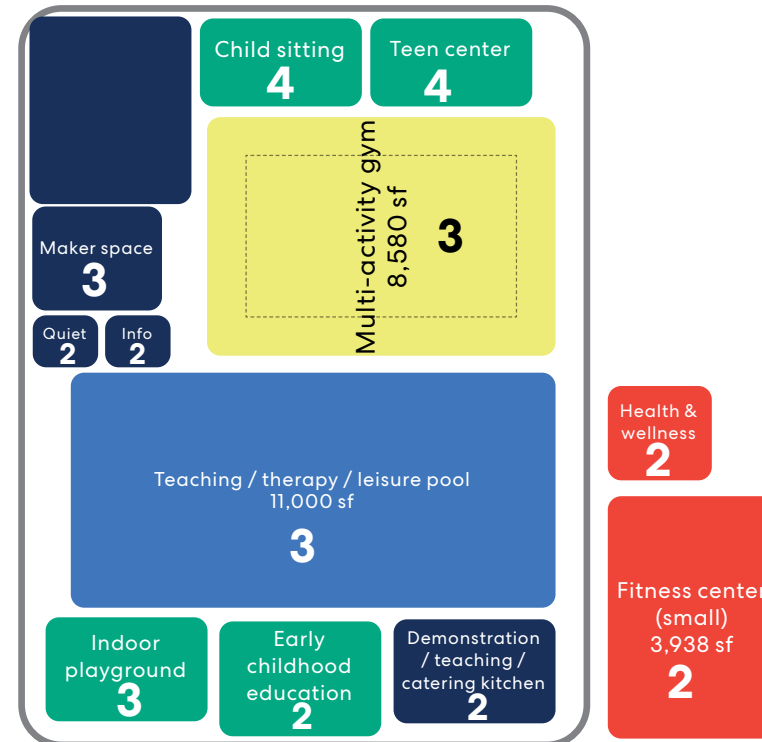 Child sitting
4
Teen center
4
Multi-activity gym
8,580 sf
3
Maker space
3
Quiet
2
Info
2
Teaching / therapy / leisure pool
11,000 sf
3
Health &
wellness
2
Fitness center
(small)
3,938 sf
2
Indoor
playground
3
Early
childhood
education
2
Demonstration
/ teaching /
catering kitchen
2